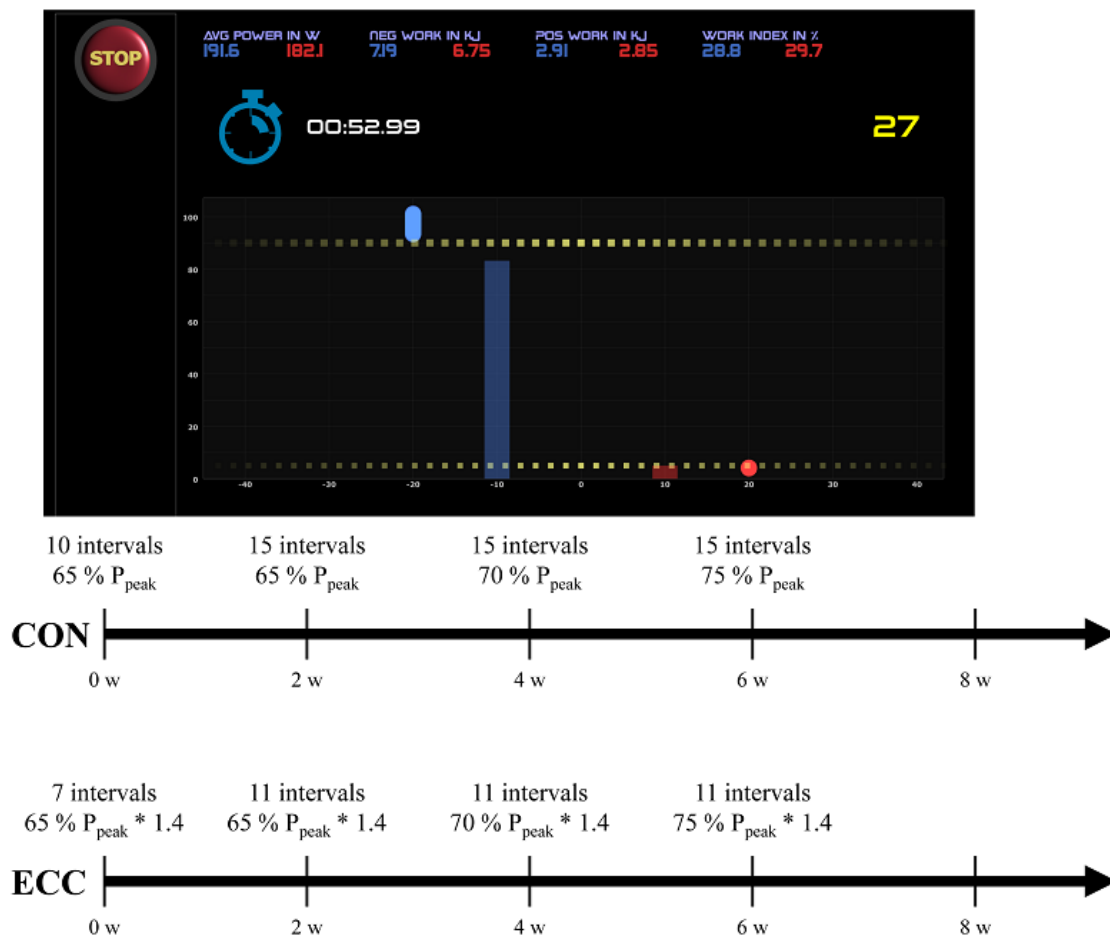 STOP
AVG POWER IN W NEG WORK IN KJ POS WORK IN KJ WORK INDEX IN %
191.6 182.1 7.19 6.75 2.91 2.85 28.8 29.7
00:52.99 27
100
80
60
40
20
0
-40 -30 -20 -10 0 10 20 30 40
10 intervals 15 intervals 15 intervals 15 intervals
65 % Ppeak 65 % Ppeak 70 % Ppeak 75 % Ppeak
CON
0 w 2 w 4 w 6 w 8 w
7 intervals 11 intervals 11 intervals 11 intervals
65 % Ppeak * 1.4 65 % Ppeak * 1.4 70 % Ppeak * 1.4 75 % Ppeak * 1.4
ECC
0 w 2 w 4 w 6 w 8 w